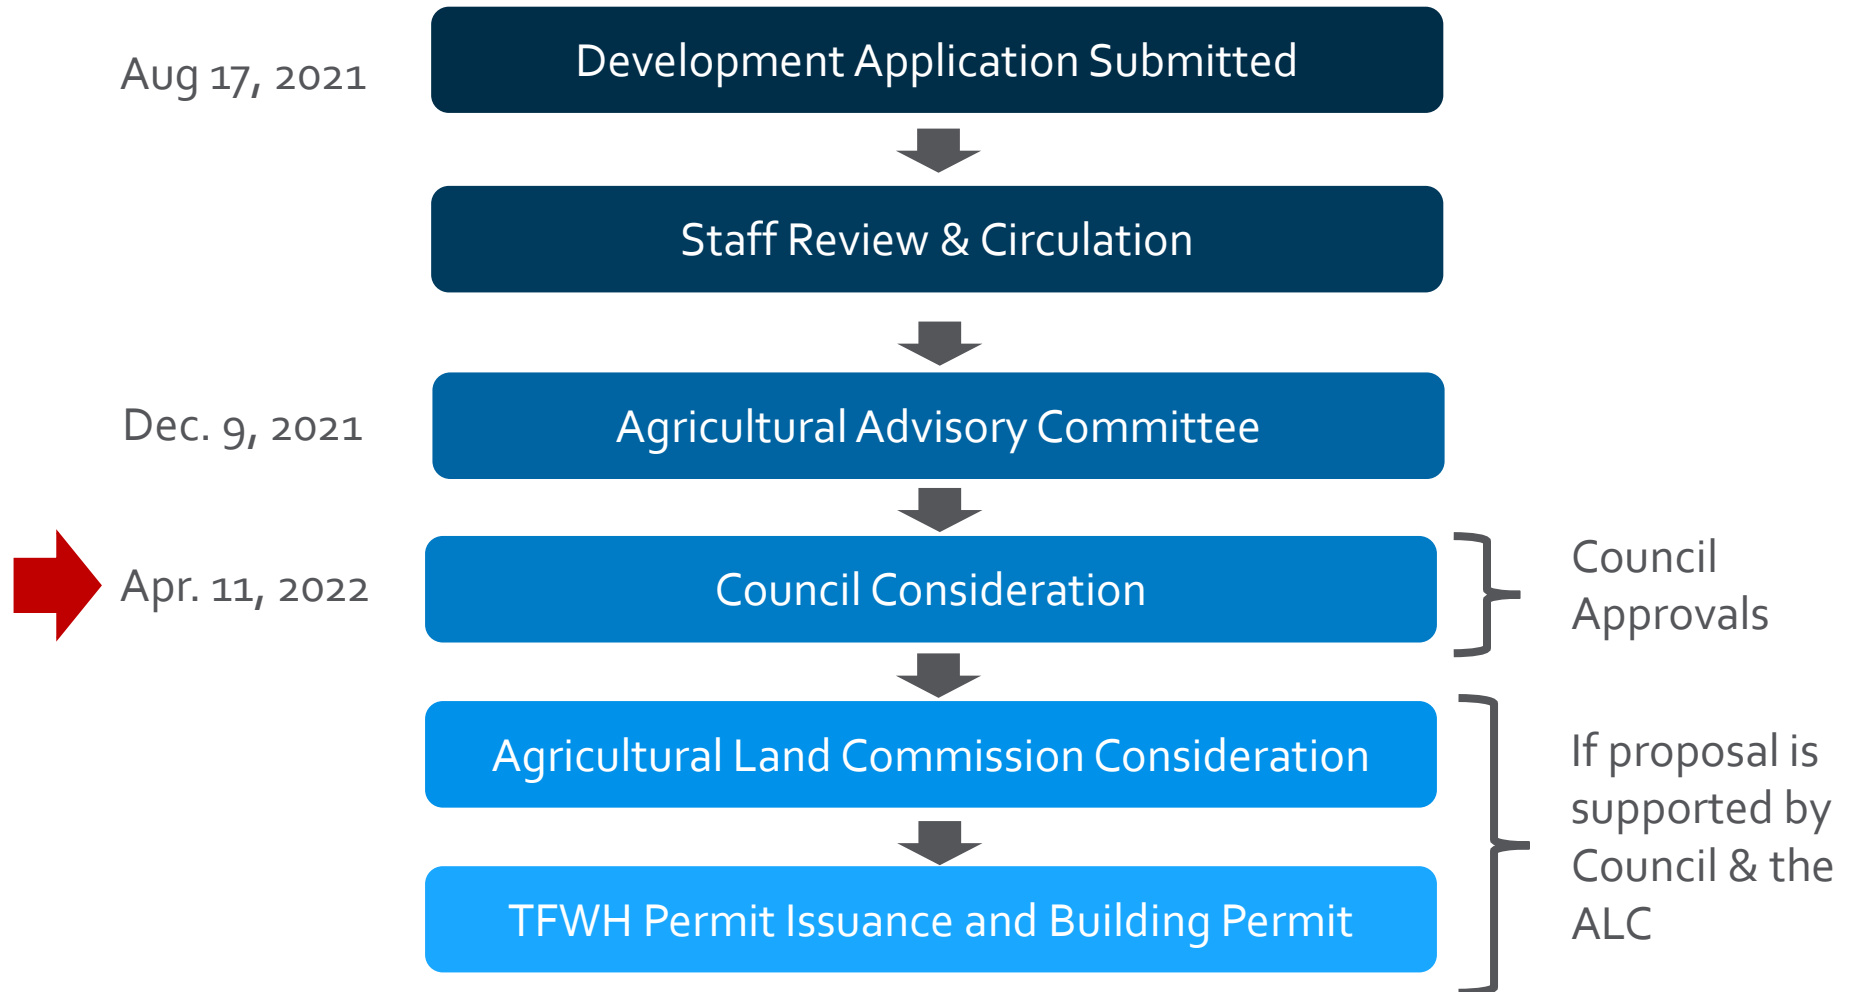 Aug 17, 2021
Development Application Submitted
Staff Review & Circulation
Dec. 9, 2021
Agricultural Advisory Committee
Apr. 11, 2022
Council Consideration
Council
Approvals
Agricultural Land Commission Consideration
TFWH Permit Issuance and Building Permit
If proposal is
supported by
Council & the
ALC